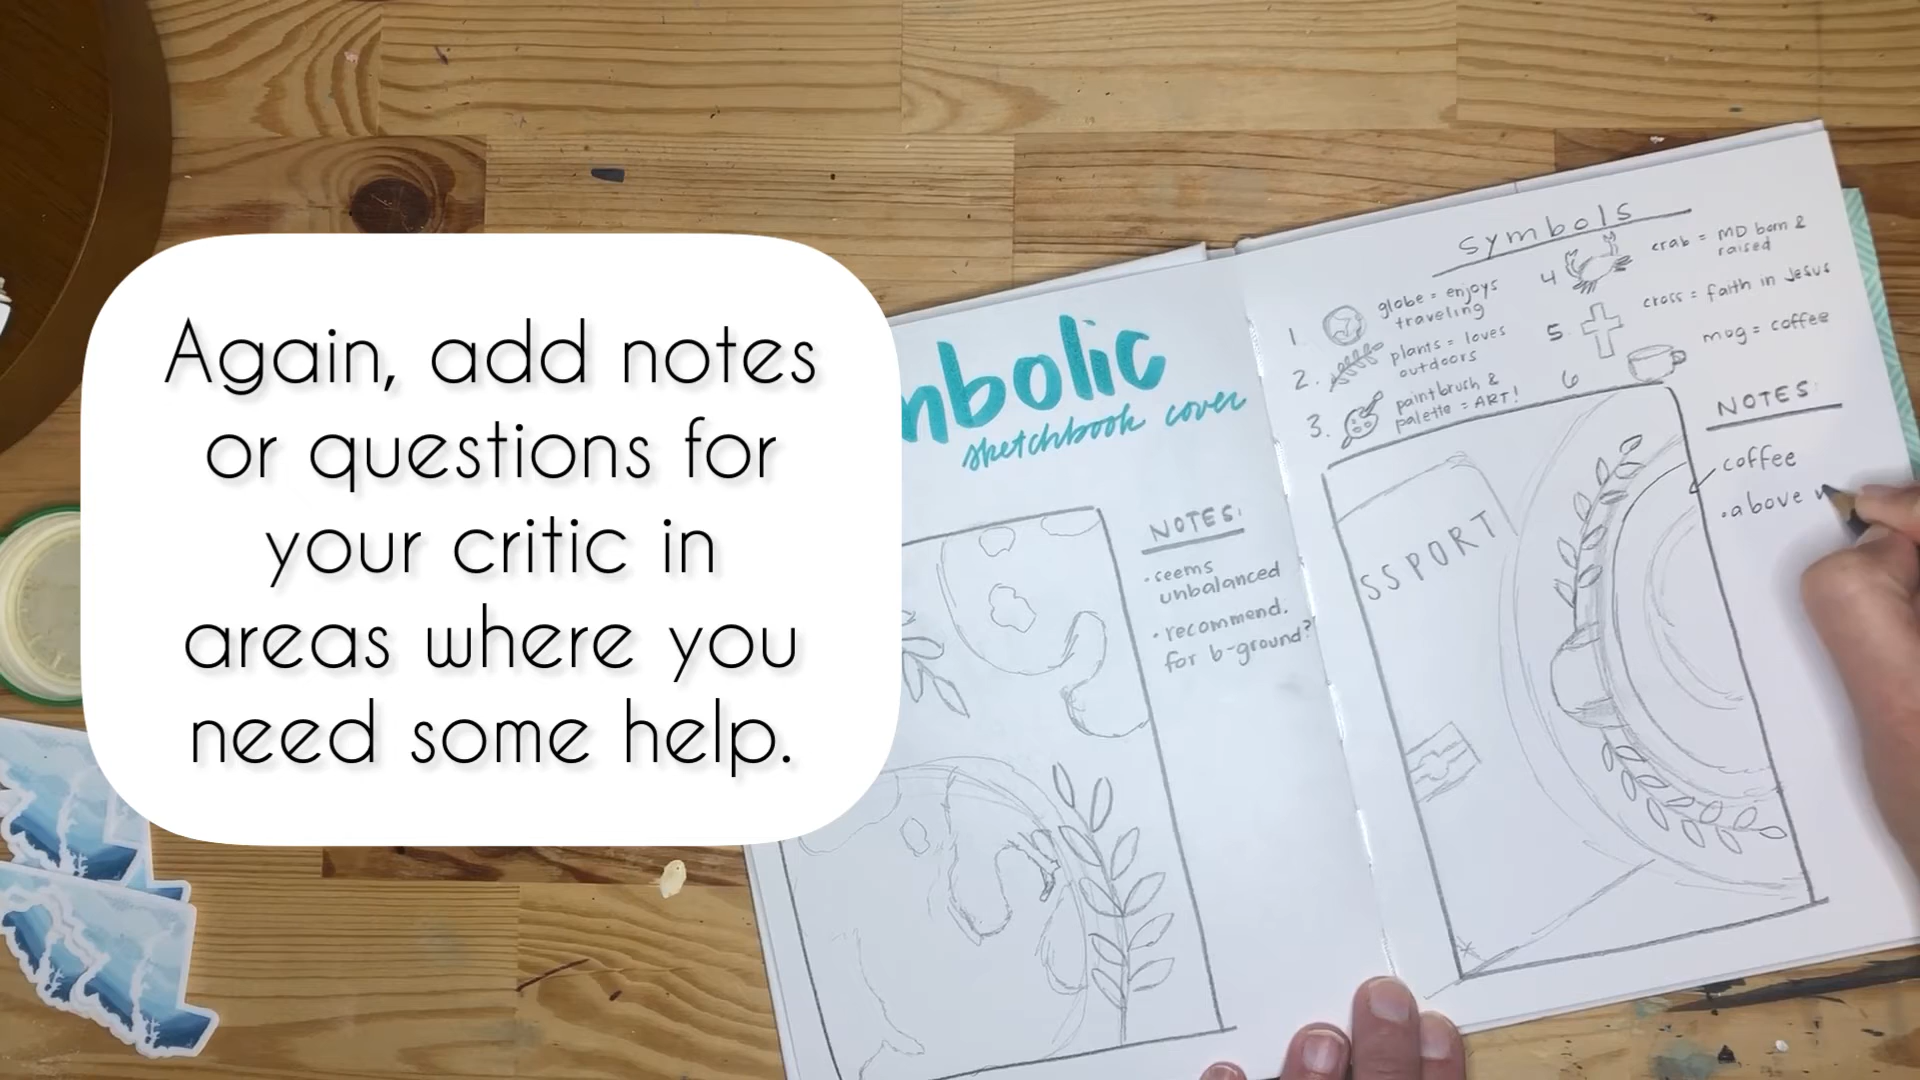 Again, add notes
or questions for
your critic in
areas where you
need some help.
mbolic
sketchbook cover
NOTES:
• seems
unbalanced
• recommend.
for b-ground?
symbols
1. globe = enjoys
traveling
2. plants = loves
outdoors
3. paintbrush &
palette = ART!
4 crab = MD born &
raised
5. cross = faith in Jesus
6 mug = coffee
SSPORT
NOTES:
coffee
• above